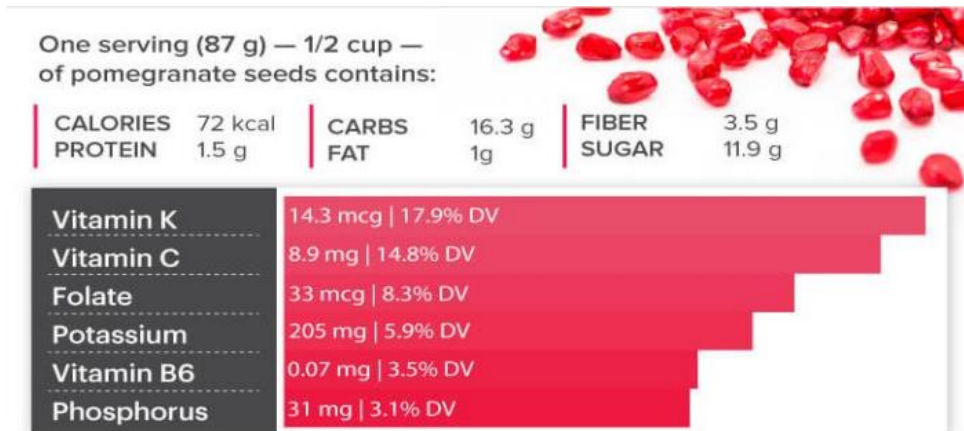 One serving (87 g) — 1/2 cup —
of pomegranate seeds contains:
CALORIES 72 kcal
PROTEIN 1.5 g
CARBS 16.3 g
FAT 1g
FIBER 3.5 g
SUGAR 11.9 g
Vitamin K 14.3 mcg | 17.9% DV
Vitamin C 8.9 mg | 14.8% DV
Folate 33 mcg | 8.3% DV
Potassium 205 mg | 5.9% DV
Vitamin B6 0.07 mg | 3.5% DV
Phosphorus 31 mg | 3.1% DV